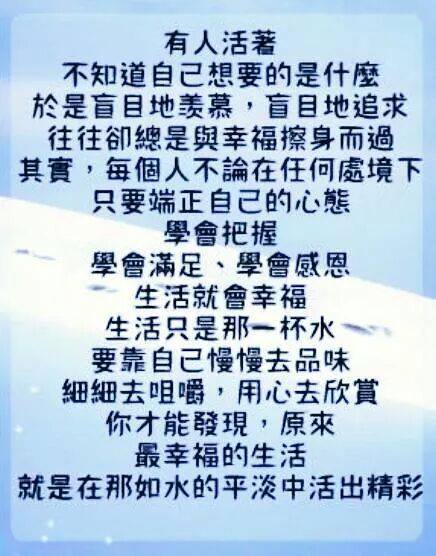 有人活著
不知道自己想要的是什麼
於是盲目地羨慕，盲目地追求
往往卻總是與幸福擦身而過
其實，每個人不論在任何處境下
只要端正自己的心態
學會把握
學會滿足、學會感恩
生活就會幸福
生活只是那一杯水
要靠自己慢慢去品味
細細去咀嚼，用心去欣賞
你才能發現，原來
最幸福的生活
就是在那如水的平淡中活出精彩